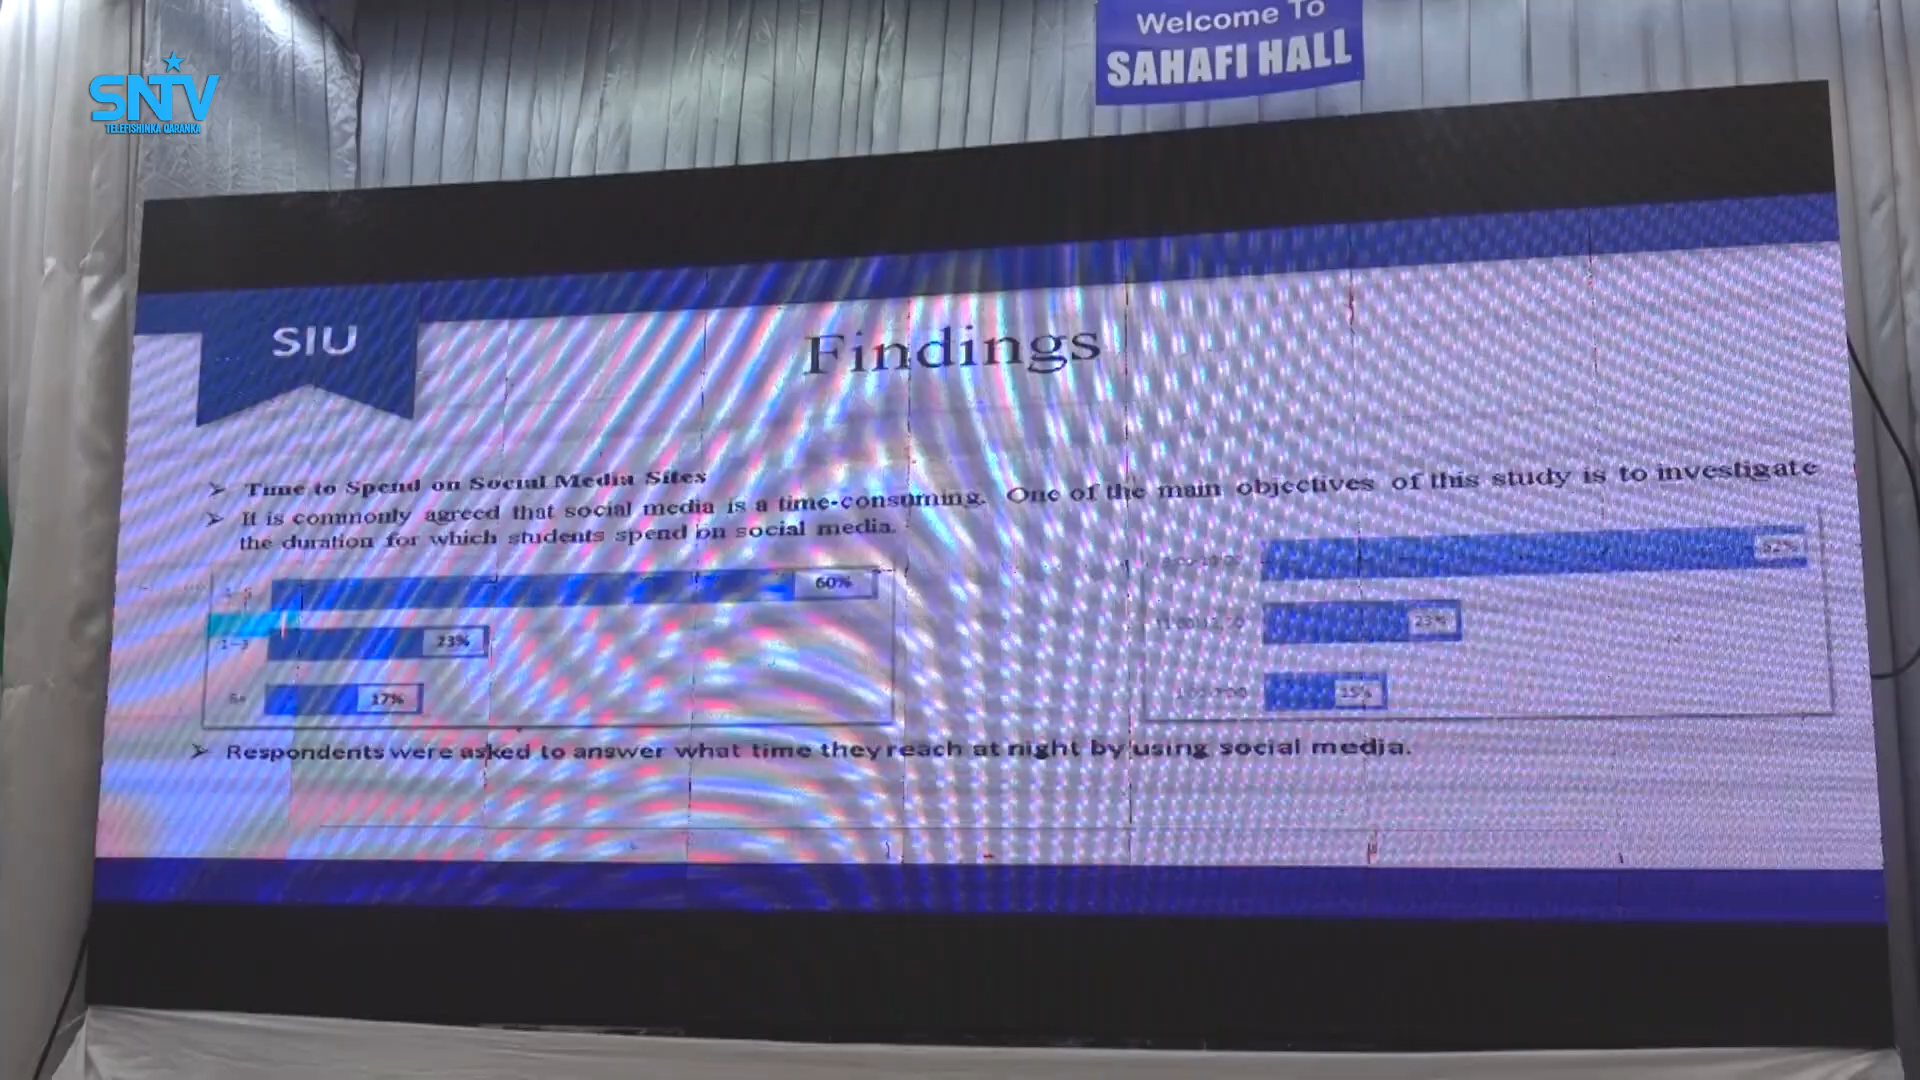 Welcome To
SAHAFI HALL
SNTV
TELEFISHINKA QARANKA
SIU
Findings
➢ Time to Spend on Social Media Sites
➢ It is commonly agreed that social media is a time-consuming. One of the main objectives of this study is to investigate
the duration for which students spend on social media.
60%
1-3 23%
17%
23%
15%
➢ Respondents were asked to answer what time they reach at night by using social media.